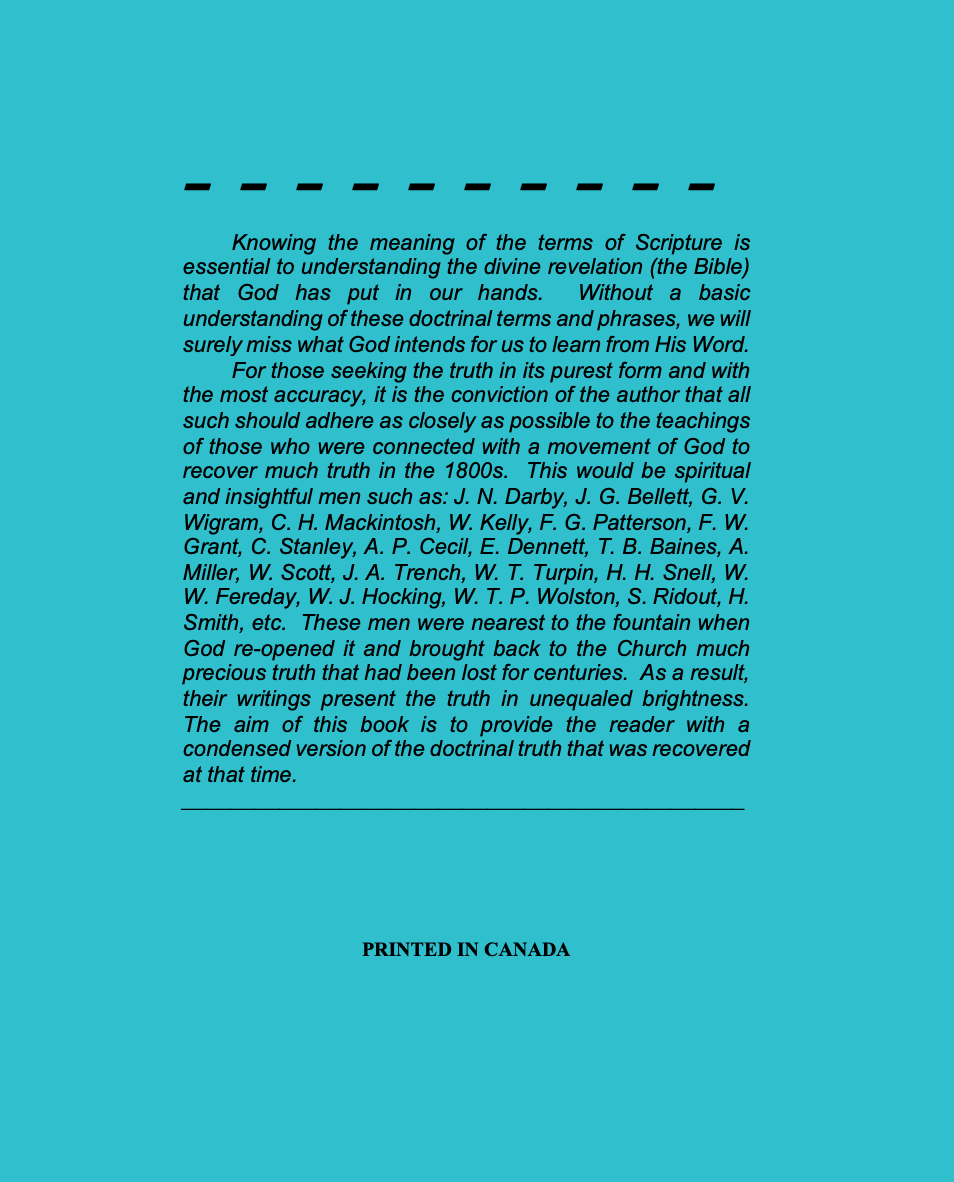 – – – – – – – – – –
Knowing the meaning of the terms of Scripture is
essential to understanding the divine revelation (the Bible)
that God has put in our hands. Without a basic
understanding of these doctrinal terms and phrases, we will
surely miss what God intends for us to learn from His Word.
For those seeking the truth in its purest form and with
the most accuracy, it is the conviction of the author that all
such should adhere as closely as possible to the teachings
of those who were connected with a movement of God to
recover much truth in the 1800s. This would be spiritual
and insightful men such as: J. N. Darby, J. G. Bellett, G. V.
Wigram, C. H. Mackintosh, W. Kelly, F. G. Patterson, F. W.
Grant, C. Stanley, A. P. Cecil, E. Dennett, T. B. Baines, A.
Miller, W. Scott, J. A. Trench, W. T. Turpin, H. H. Snell, W.
W. Fereday, W. J. Hocking, W. T. P. Wolston, S. Ridout, H.
Smith, etc. These men were nearest to the fountain when
God re-opened it and brought back to the Church much
precious truth that had been lost for centuries. As a result,
their writings present the truth in unequaled brightness.
The aim of this book is to provide the reader with a
condensed version of the doctrinal truth that was recovered
at that time.
PRINTED IN CANADA